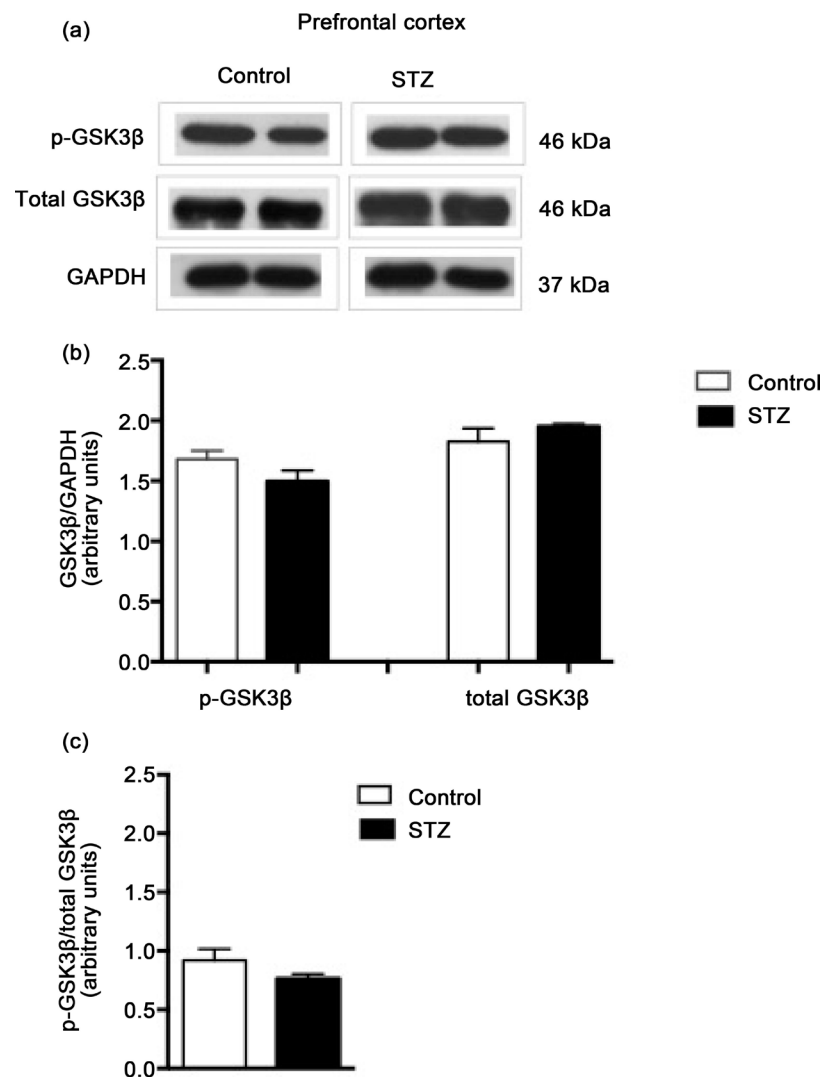 (a)
Prefrontal cortex
Control
STZ
p-GSK3β
46 kDa
Total GSK3β
46 kDa
GAPDH
37 kDa
(b)
2.5
2.0
1.5
1.0
0.5
0.0
GSK3β/GAPDH
(arbitrary units)
Control
STZ
p-GSK3β
total GSK3β
(c)
2.5
2.0
1.5
1.0
0.5
0.0
p-GSK3β/total GSK3β
(arbitrary units)
Control
STZ